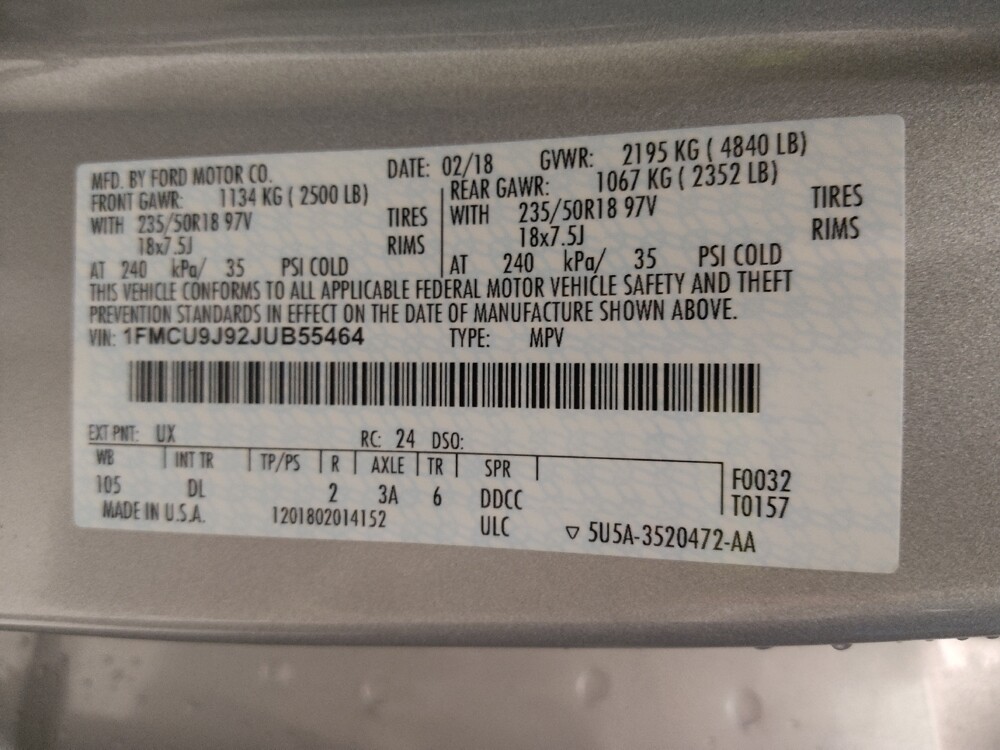 MFD. BY FORD MOTOR CO. DATE: 02/18 GVWR: 2195 KG ( 4840 LB)
FRONT GAWR: 1134 KG ( 2500 LB) REAR GAWR: 1067 KG ( 2352 LB)
WITH 235/50R18 97V TIRES WITH 235/50R18 97V TIRES
18x7.5J RIMS 18x7.5J RIMS
AT 240 kPa/ 35 PSI COLD AT 240 kPa/ 35 PSI COLD
THIS VEHICLE CONFORMS TO ALL APPLICABLE FEDERAL MOTOR VEHICLE SAFETY AND THEFT
PREVENTION STANDARDS IN EFFECT ON THE DATE OF MANUFACTURE SHOWN ABOVE.
VIN: 1FMCU9J92JUB55464 TYPE: MPV
EXT PNT: UX RC: 24 DSO:
WB INT TR TP/PS R AXLE TR SPR F0032
105 DL 2 3A 6 DDCC T0157
MADE IN U.S.A. 1201802014152 ULC ▽ 5U5A-3520472-AA